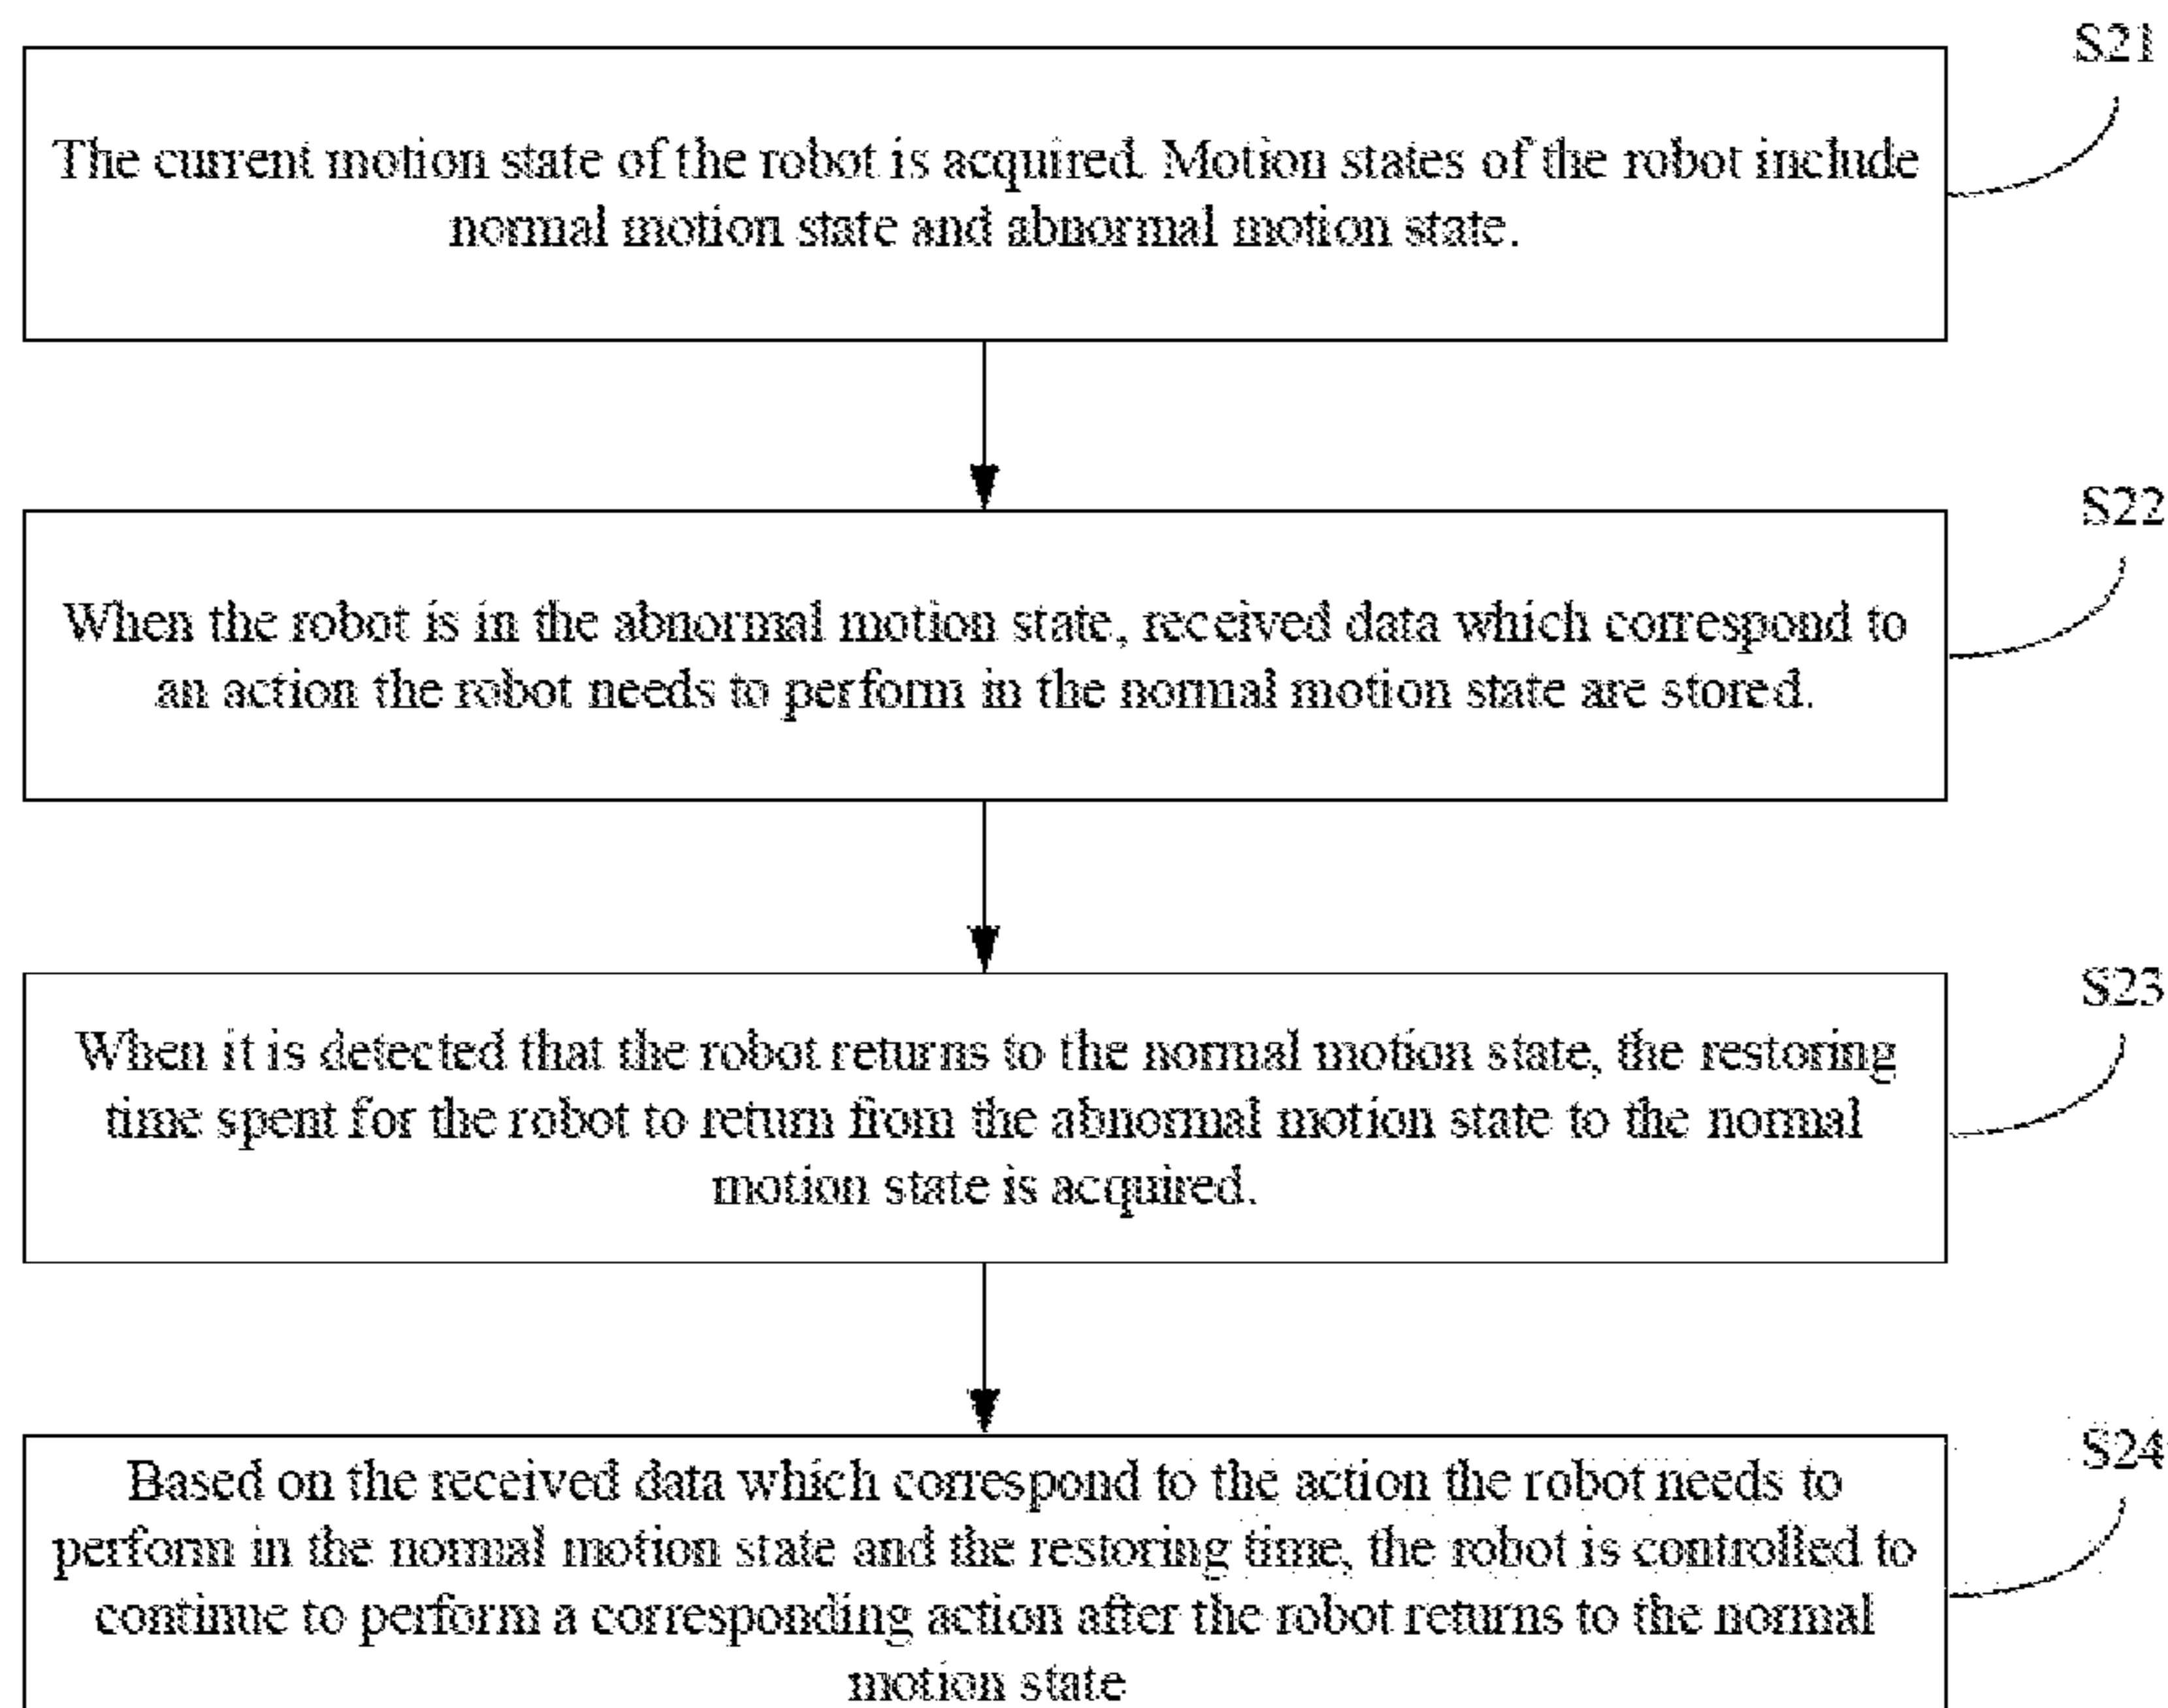 S21
The current motion state of the robot is acquired. Motion states of the robot include
normal motion state and abnormal motion state.
S22
When the robot is in the abnormal motion state, received data which correspond to
an action the robot needs to perform in the normal motion state are stored.
S23
When it is detected that the robot returns to the normal motion state, the restoring
time spent for the robot to return from the abnormal motion state to the normal
motion state is acquired.
S24
Based on the received data which correspond to the action the robot needs to
perform in the normal motion state and the restoring time, the robot is controlled to
continue to perform a corresponding action after the robot returns to the normal
motion state